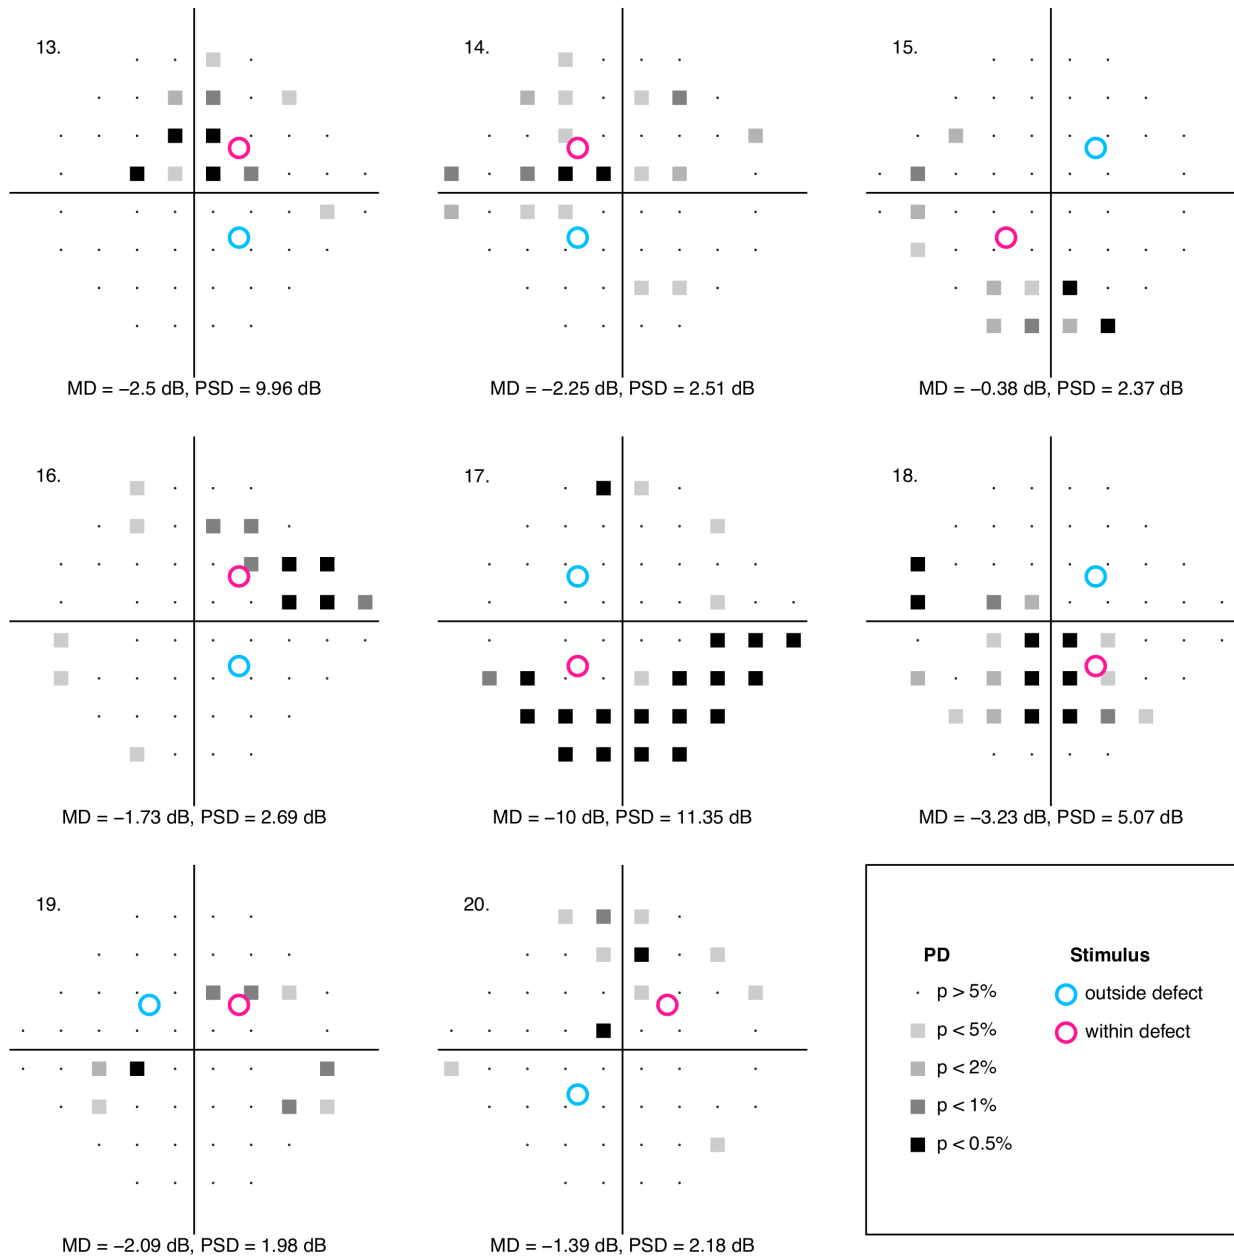 13.
14.
15.
MD = −2.5 dB, PSD = 9.96 dB
MD = −2.25 dB, PSD = 2.51 dB
MD = −0.38 dB, PSD = 2.37 dB
16.
17.
18.
MD = −1.73 dB, PSD = 2.69 dB
MD = −10 dB, PSD = 11.35 dB
MD = −3.23 dB, PSD = 5.07 dB
19.
20.
PD
Stimulus
p > 5%
outside defect
p < 5%
within defect
p < 2%
p < 1%
p < 0.5%
MD = −2.09 dB, PSD = 1.98 dB
MD = −1.39 dB, PSD = 2.18 dB